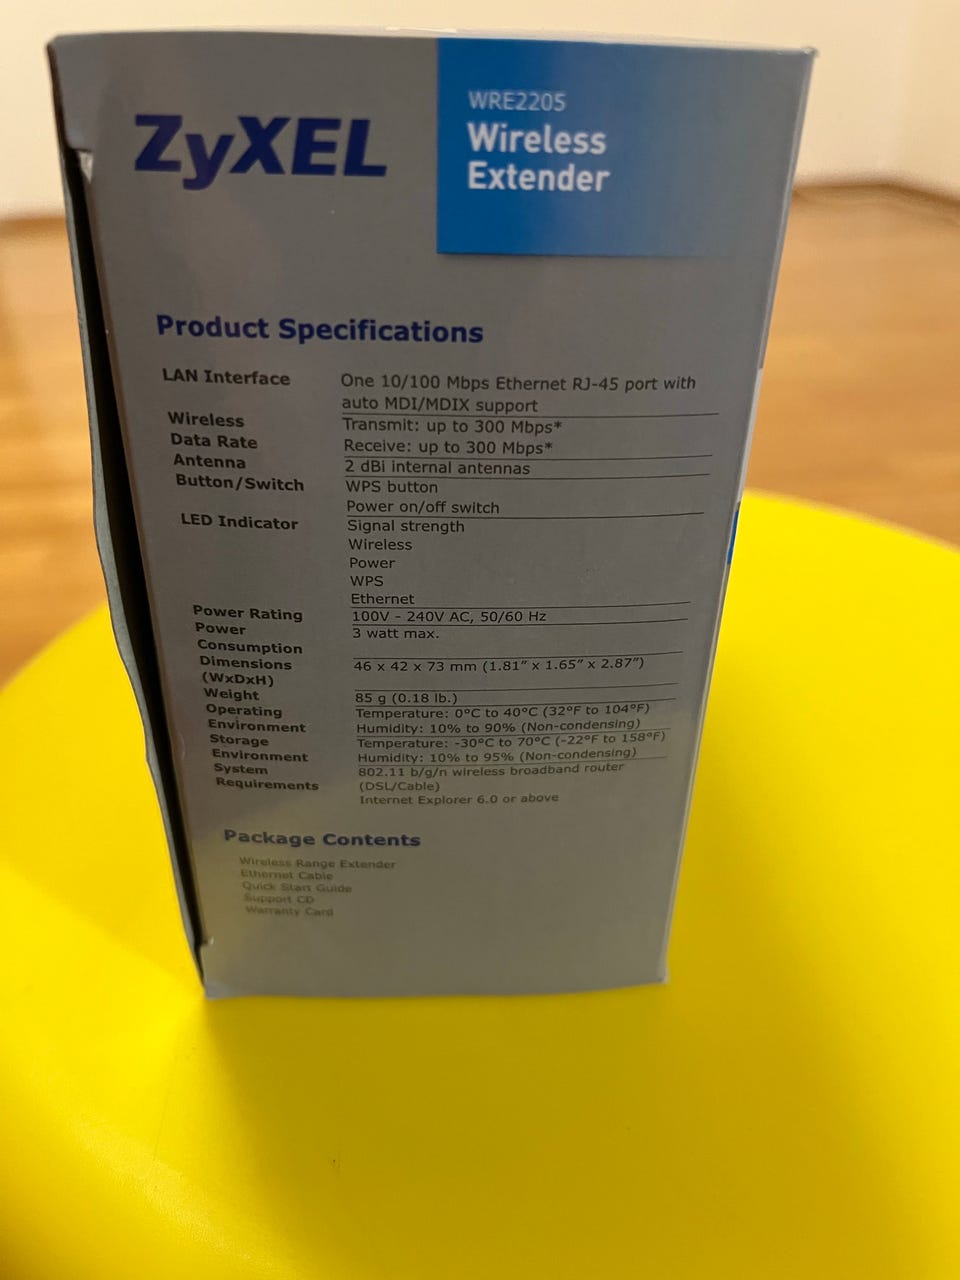 ZyXEL
WRE2205
Wireless
Extender
Product Specifications
LAN Interface One 10/100 Mbps Ethernet RJ-45 port with
auto MDI/MDIX support
Wireless Transmit: up to 300 Mbps*
Data Rate Receive: up to 300 Mbps*
Antenna 2 dBi internal antennas
Button/Switch WPS button
Power on/off switch
LED Indicator Signal strength
Wireless
Power
WPS
Ethernet
Power Rating 100V - 240V AC, 50/60 Hz
Power 3 watt max.
Consumption
Dimensions 46 x 42 x 73 mm (1.81” x 1.65” x 2.87”)
(WxDxH)
Weight 85 g (0.18 lb.)
Operating Temperature: 0°C to 40°C (32°F to 104°F)
Environment Humidity: 10% to 90% (Non-condensing)
Storage Temperature: -30°C to 70°C (-22°F to 158°F)
Environment Humidity: 10% to 95% (Non-condensing)
System 802.11 b/g/n wireless broadband router
Requirements (DSL/Cable)
Internet Explorer 6.0 or above
Package Contents
Wireless Range Extender
Ethernet Cable
Quick Start Guide
Support CD
Warranty Card